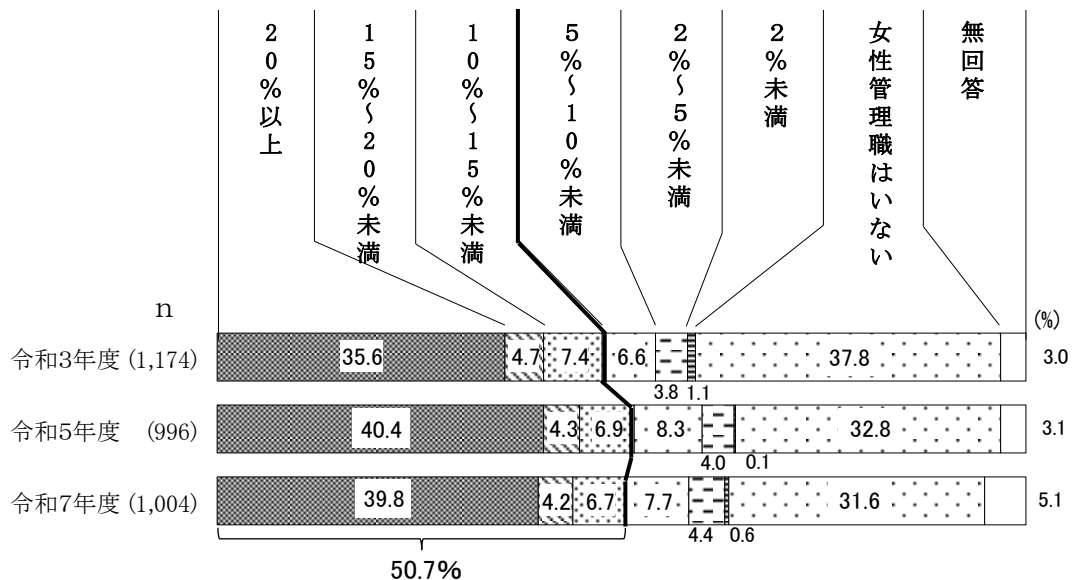 20%以上
15%~20%未満
10%~15%未満
5%~10%未満
2%~5%未満
2%未満
女性管理職はいない
無回答
n
(%)
令和3年度 (1,174) 35.6 4.7 7.4 6.6 37.8 3.0
3.8 1.1
令和5年度 (996) 40.4 4.3 6.9 8.3 32.8 3.1
4.0 0.1
令和7年度 (1,004) 39.8 4.2 6.7 7.7 31.6 5.1
4.4 0.6
50.7%